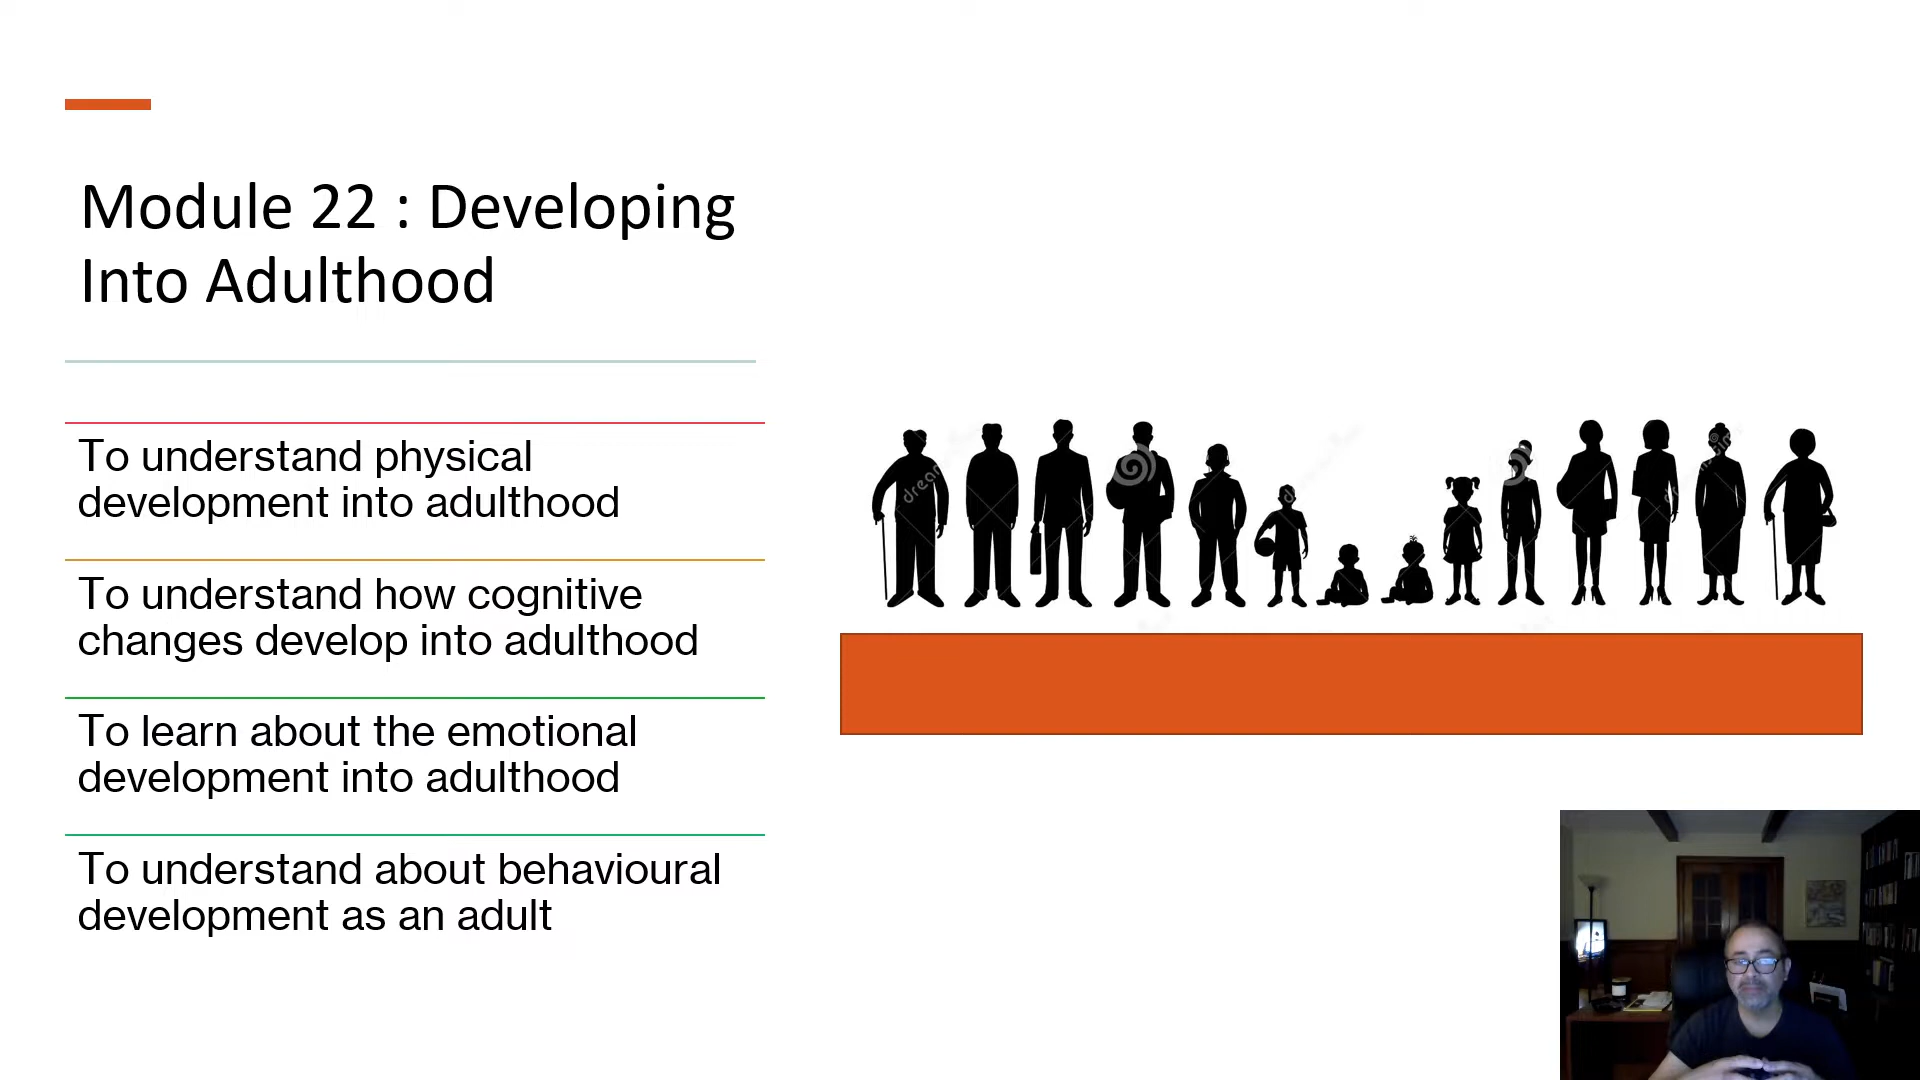 Module 22 : Developing
Into Adulthood
To understand physical
development into adulthood
To understand how cognitive
changes develop into adulthood
To learn about the emotional
development into adulthood
To understand about behavioural
development as an adult